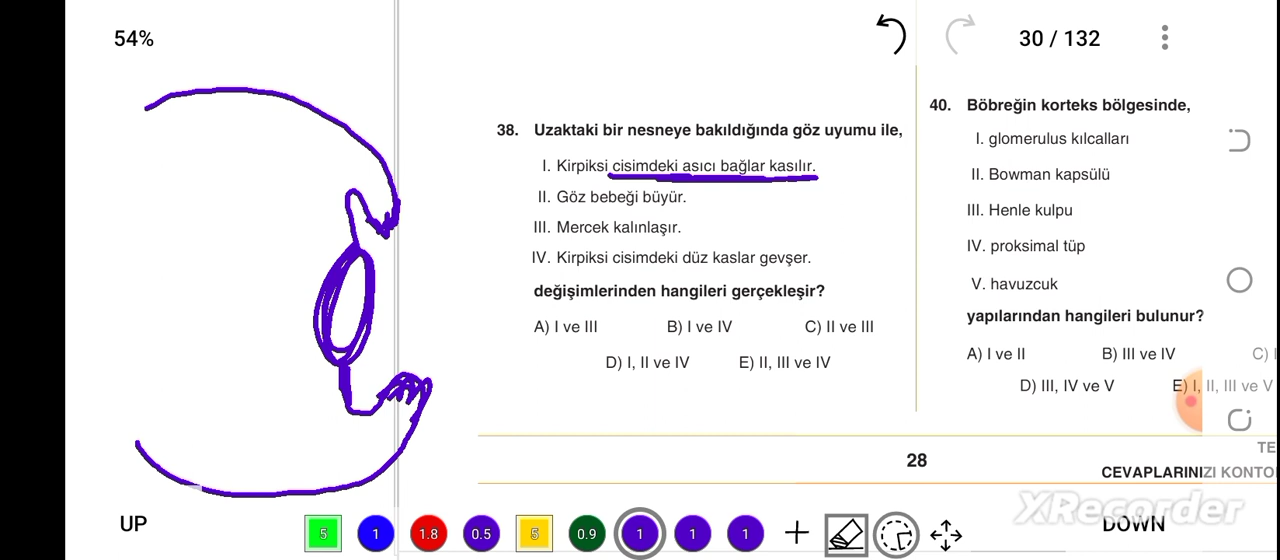 54%
30 / 132
38. Uzaktaki bir nesneye bakıldığında göz uyumu ile,
I. Kirpiksi cisimdeki asıcı bağlar kasılır.
II. Göz bebeği büyür.
III. Mercek kalınlaşır.
IV. Kirpiksi cisimdeki düz kaslar gevşer.
değişimlerinden hangileri gerçekleşir?
A) I ve III B) I ve IV C) II ve III
D) I, II ve IV E) II, III ve IV
40. Böbreğin korteks bölgesinde,
I. glomerulus kılcalları
II. Bowman kapsülü
III. Henle kulpu
IV. proksimal tüp
V. havuzcuk
yapılarından hangileri bulunur?
A) I ve II B) III ve IV C) I
D) III, IV ve V E) I, II, III ve V
28
TE
CEVAPLARINIZI KONTO
XRecorder
UP
5 1 1.8 0.5 5 0.9 1 1 1
DOWN